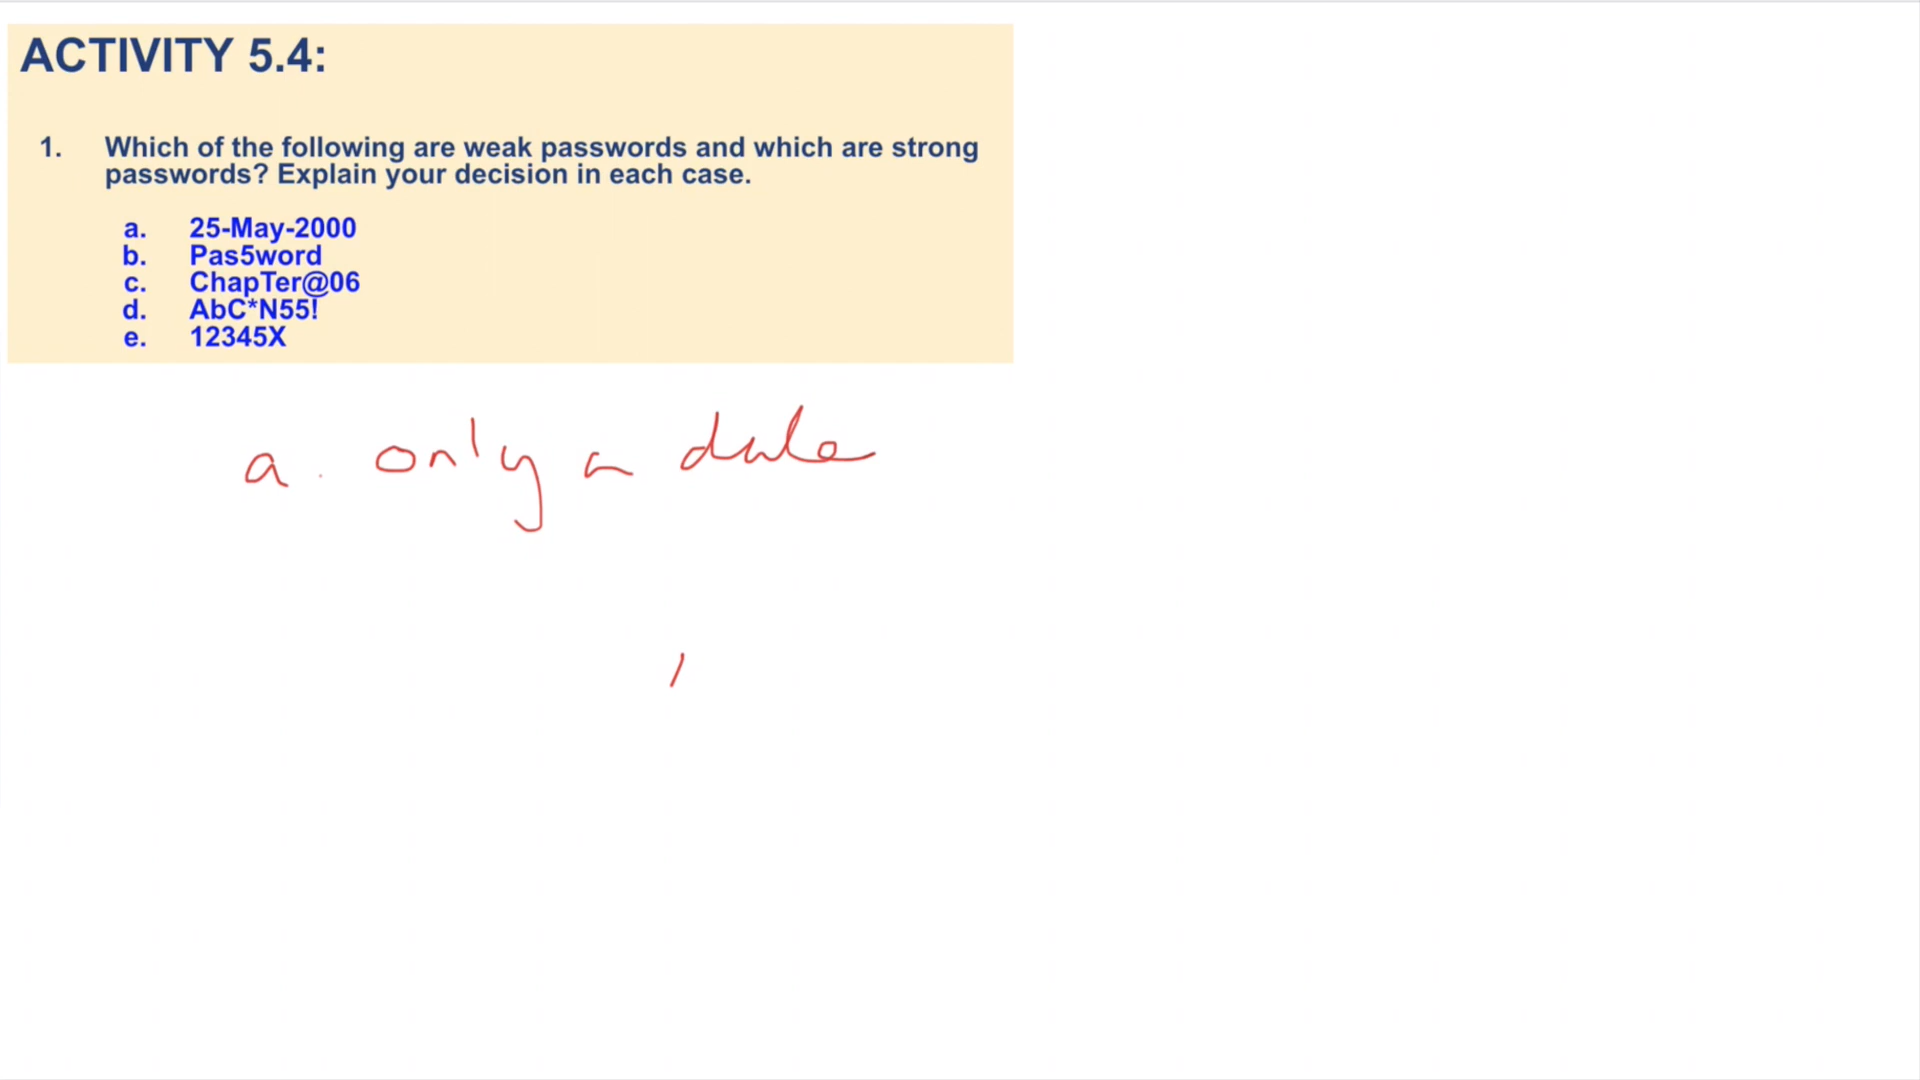 ACTIVITY 5.4:
1. Which of the following are weak passwords and which are strong
passwords? Explain your decision in each case.
a. 25-May-2000
b. Pas5word
c. ChapTer@06
d. AbC*N55!
e. 12345X
a. only a date